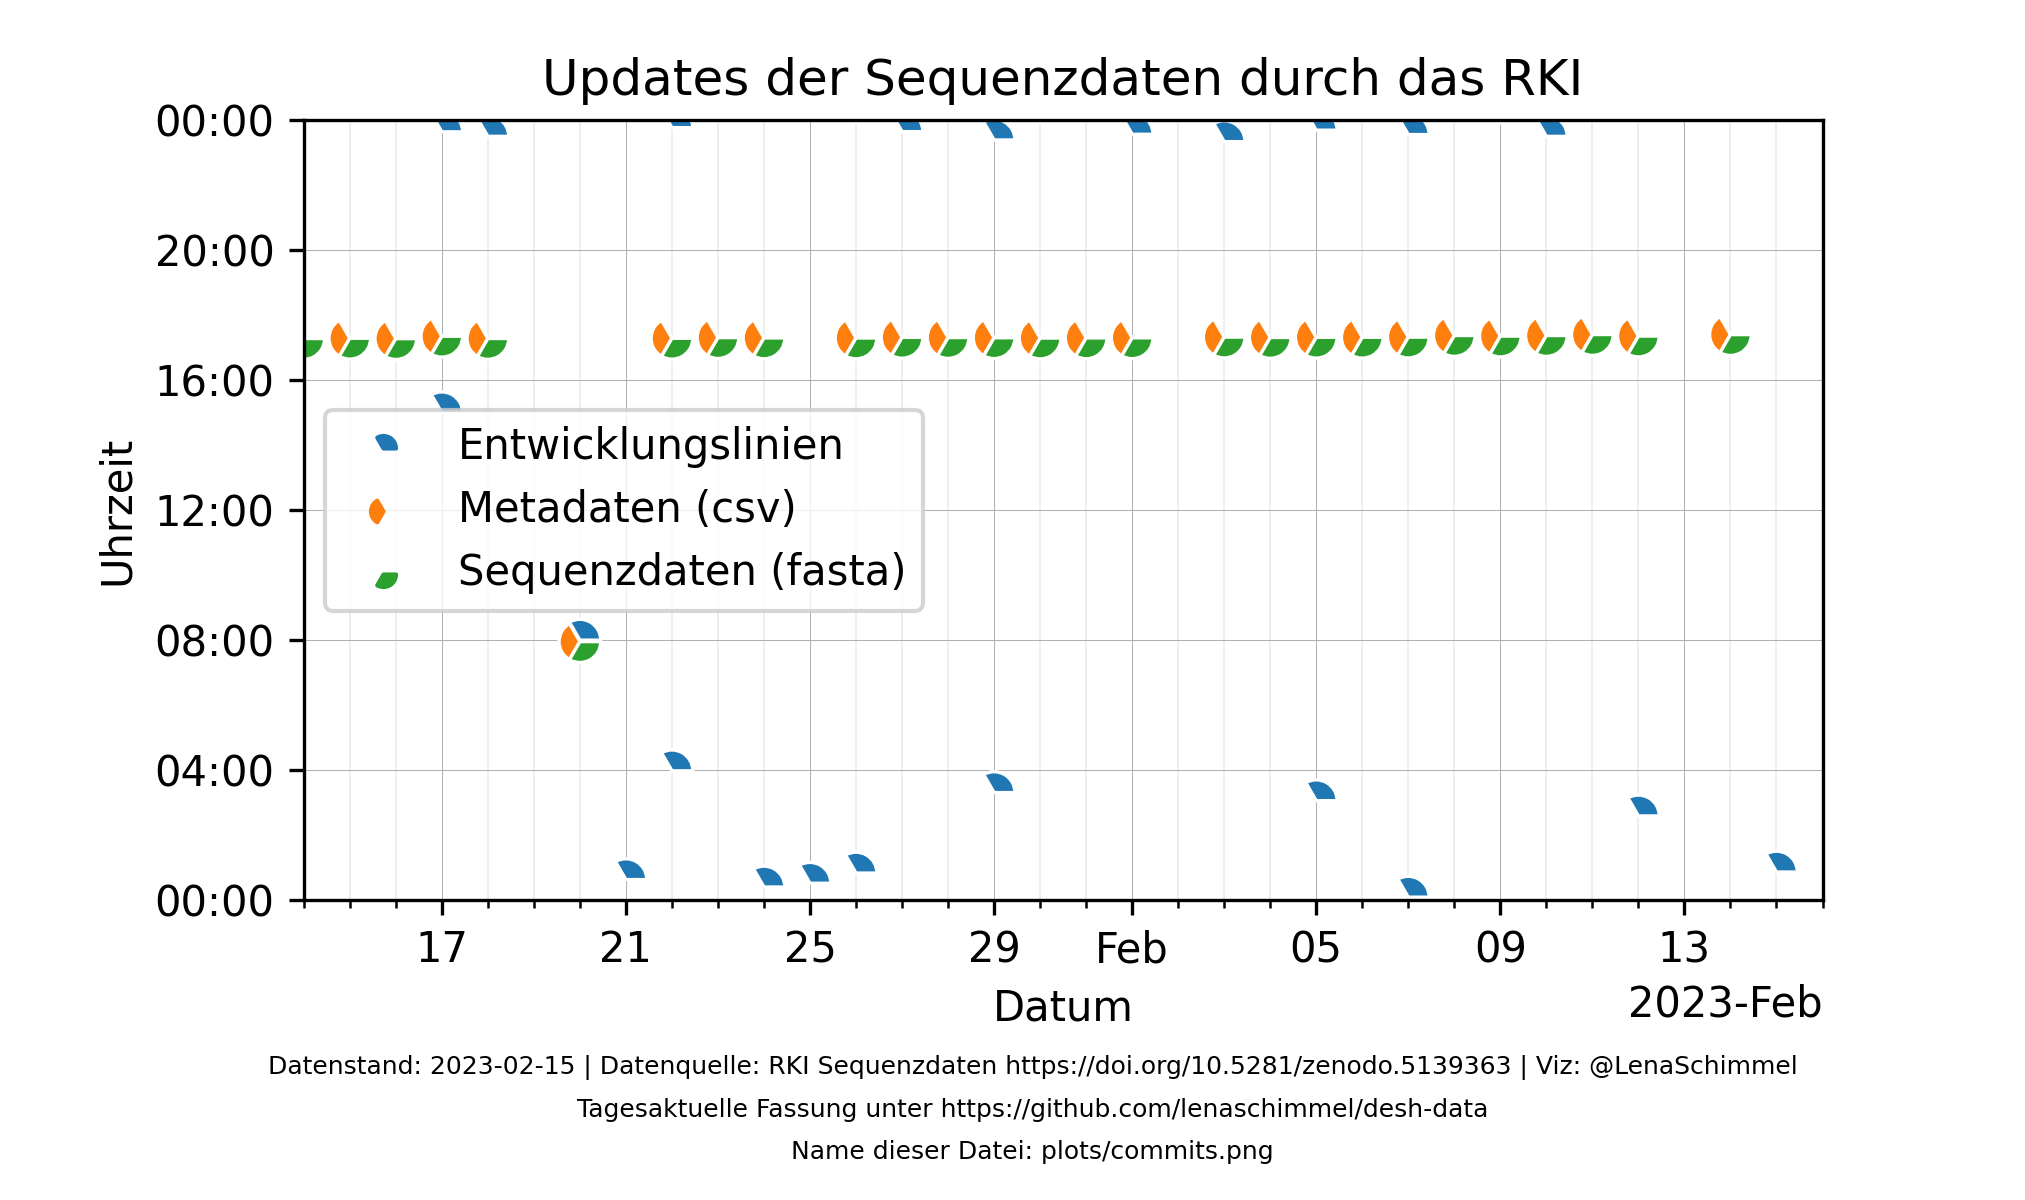 Updates der Sequenzdaten durch das RKI
00:00
20:00
16:00
12:00
08:00
04:00
00:00
Uhrzeit
Entwicklungslinien
Metadaten (csv)
Sequenzdaten (fasta)
17 21 25 29 Feb 05 09 13
Datum
2023-Feb
Datenstand: 2023-02-15 | Datenquelle: RKI Sequenzdaten https://doi.org/10.5281/zenodo.5139363 | Viz: @LenaSchimmel
Tagesaktuelle Fassung unter https://github.com/lenaschimmel/desh-data
Name dieser Datei: plots/commits.png